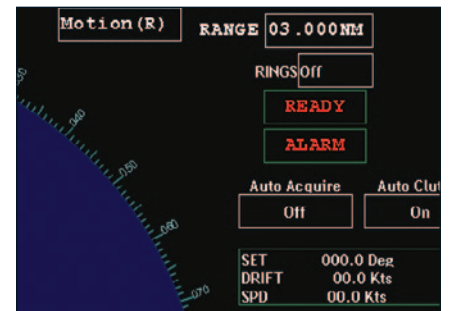 Motion(R)
RANGE 03.000NM
RINGS Off
READY
ALARM
Auto Acquire
Off
Auto Clut
On
SET 000.0 Deg
DRIFT 00.0 Kts
SPD 00.0 Kts
040
050
060
070